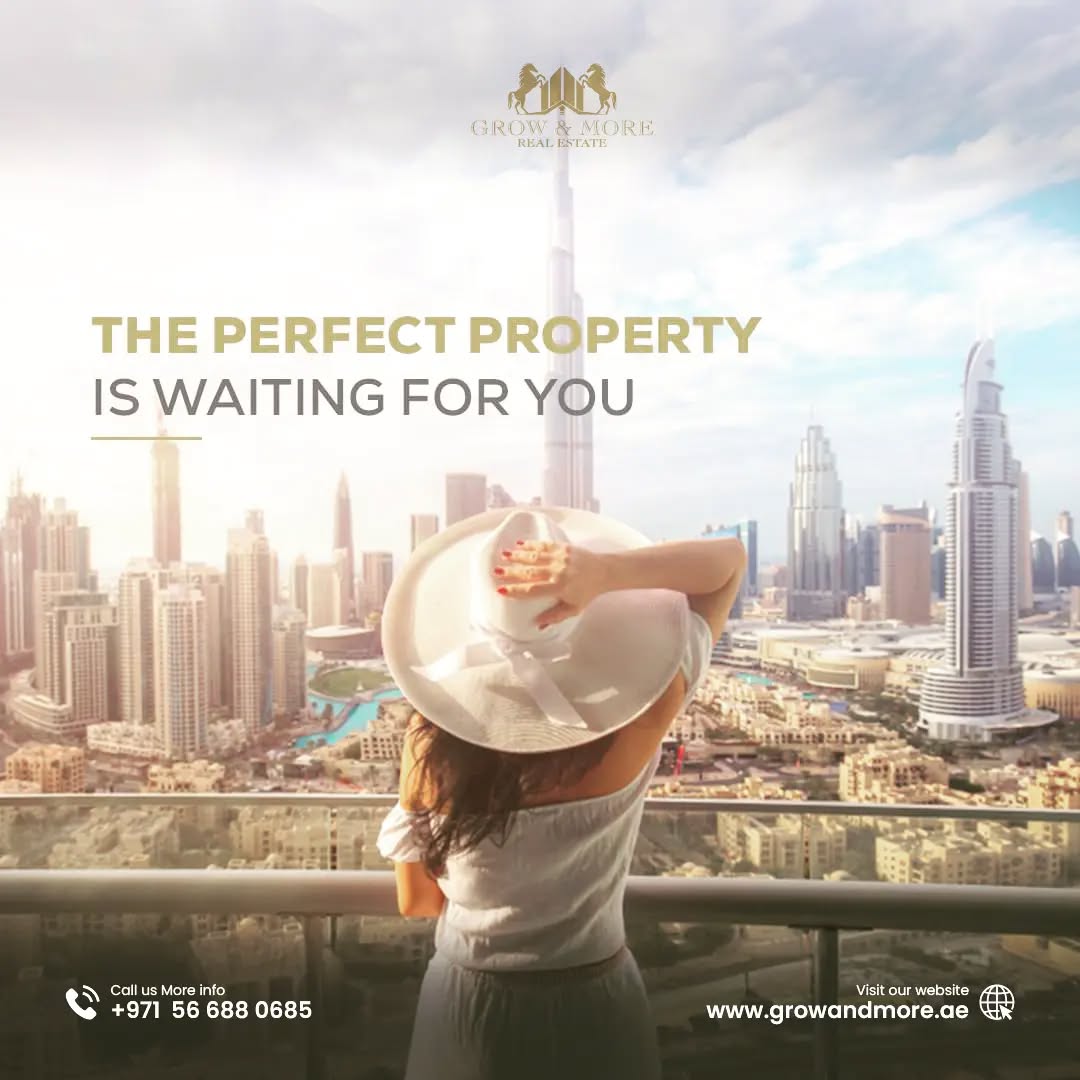 GROW & MORE
REAL ESTATE
THE PERFECT PROPERTY
IS WAITING FOR YOU
Call us More info
+971 56 688 0685
Visit our website
www.growandmore.ae